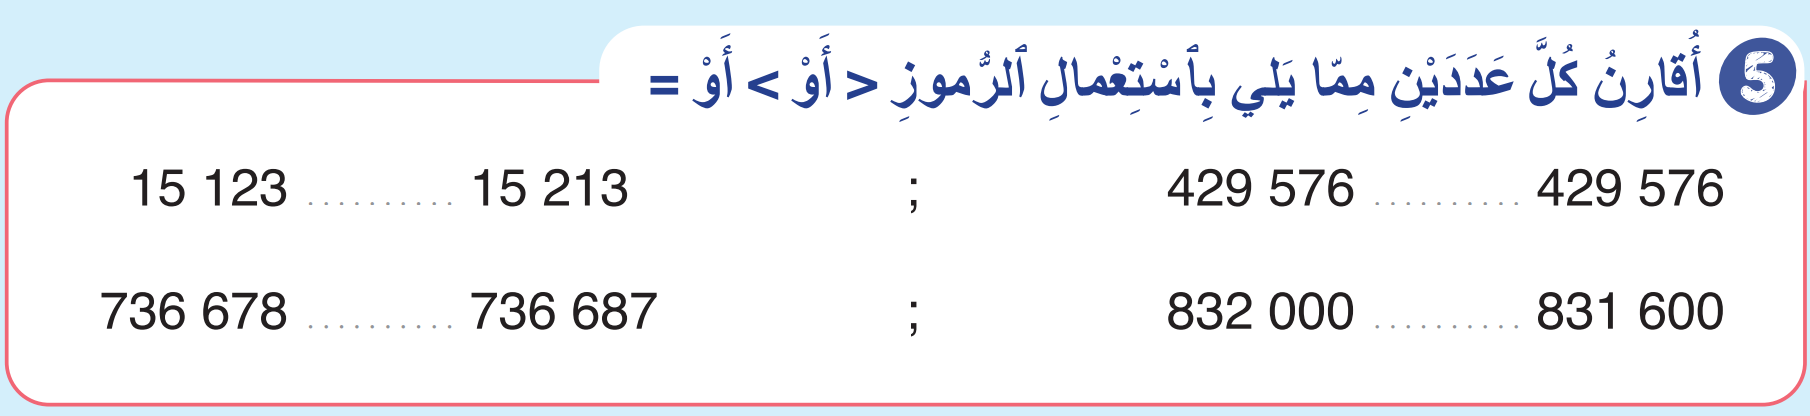 5 أُقارِنُ كُلَّ عَدَدَيْنِ مِمّا يَلي بِٱسْتِعْمالِ ٱلرُّموزِ > أَوْ < أَوْ =
15 123 .......... 15 213 ; 429 576 .......... 429 576
736 678 .......... 736 687 ; 832 000 .......... 831 600